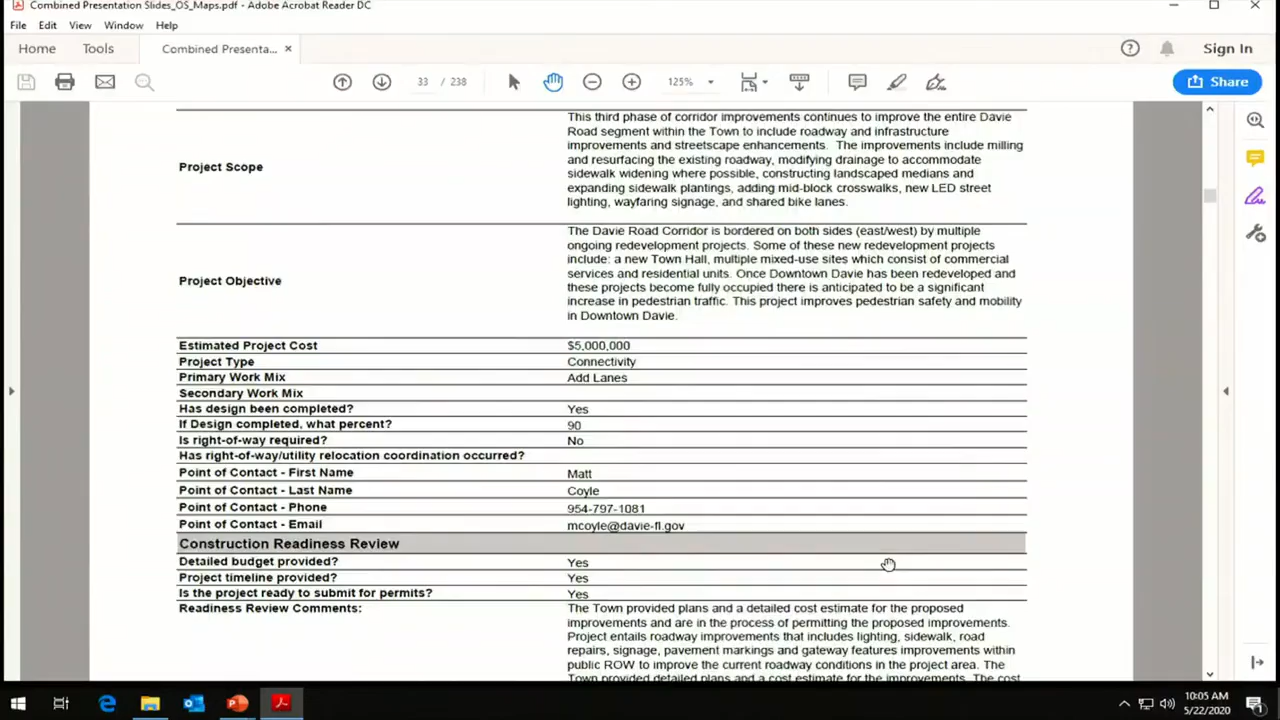 Combined Presentation Slides_OS_Maps.pdf - Adobe Acrobat Reader DC
File Edit View Window Help
Home Tools Combined Presenta... × Sign In
33 / 238 125% Share
Project Scope
This third phase of corridor improvements continues to improve the entire Davie
Road segment within the Town to include roadway and infrastructure
improvements and streetscape enhancements. The improvements include milling
and resurfacing the existing roadway, modifying drainage to accommodate
sidewalk widening where possible, constructing landscaped medians and
expanding sidewalk plantings, adding mid-block crosswalks, new LED street
lighting, wayfaring signage, and shared bike lanes.
Project Objective
The Davie Road Corridor is bordered on both sides (east/west) by multiple
ongoing redevelopment projects. Some of these new redevelopment projects
include: a new Town Hall, multiple mixed-use sites which consist of commercial
services and residential units. Once Downtown Davie has been redeveloped and
these projects become fully occupied there is anticipated to be a significant
increase in pedestrian traffic. This project improves pedestrian safety and mobility
in Downtown Davie.
Estimated Project Cost $5,000,000
Project Type Connectivity
Primary Work Mix Add Lanes
Secondary Work Mix
Has design been completed? Yes
If Design completed, what percent? 90
Is right-of-way required? No
Has right-of-way/utility relocation coordination occurred?
Point of Contact - First Name Matt
Point of Contact - Last Name Coyle
Point of Contact - Phone 954-797-1081
Point of Contact - Email mcoyle@davie-fl.gov
Construction Readiness Review
Detailed budget provided? Yes
Project timeline provided? Yes
Is the project ready to submit for permits? Yes
Readiness Review Comments: The Town provided plans and a detailed cost estimate for the proposed
improvements and are in the process of permitting the proposed improvements.
Project entails roadway improvements that includes lighting, sidewalk, road
repairs, signage, pavement markings and gateway features improvements within
public ROW to improve the current roadway conditions in the project area. The
Town provided detailed plans and a cost estimate for the improvements. The cost
10:05 AM
5/22/2020